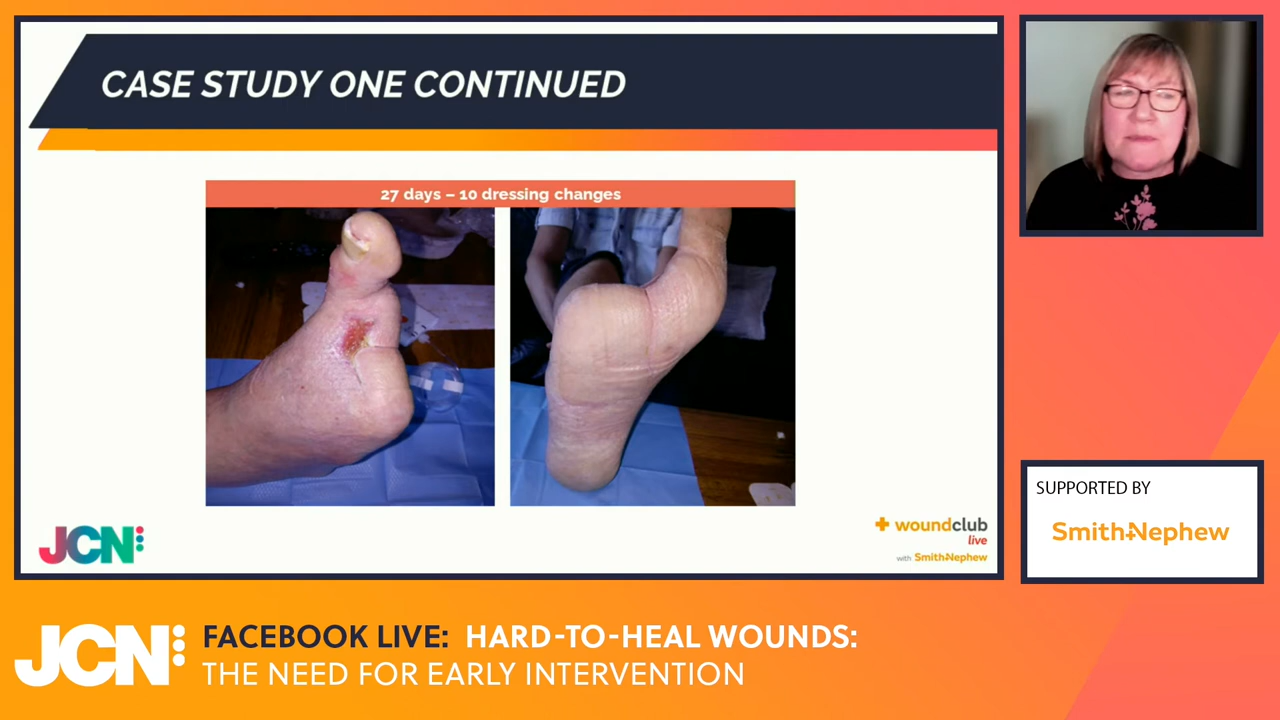 CASE STUDY ONE CONTINUED
27 days – 10 dressing changes
JCN
woundclub
live
with Smith+Nephew
SUPPORTED BY
Smith+Nephew
JCN
FACEBOOK LIVE: HARD-TO-HEAL WOUNDS:
THE NEED FOR EARLY INTERVENTION